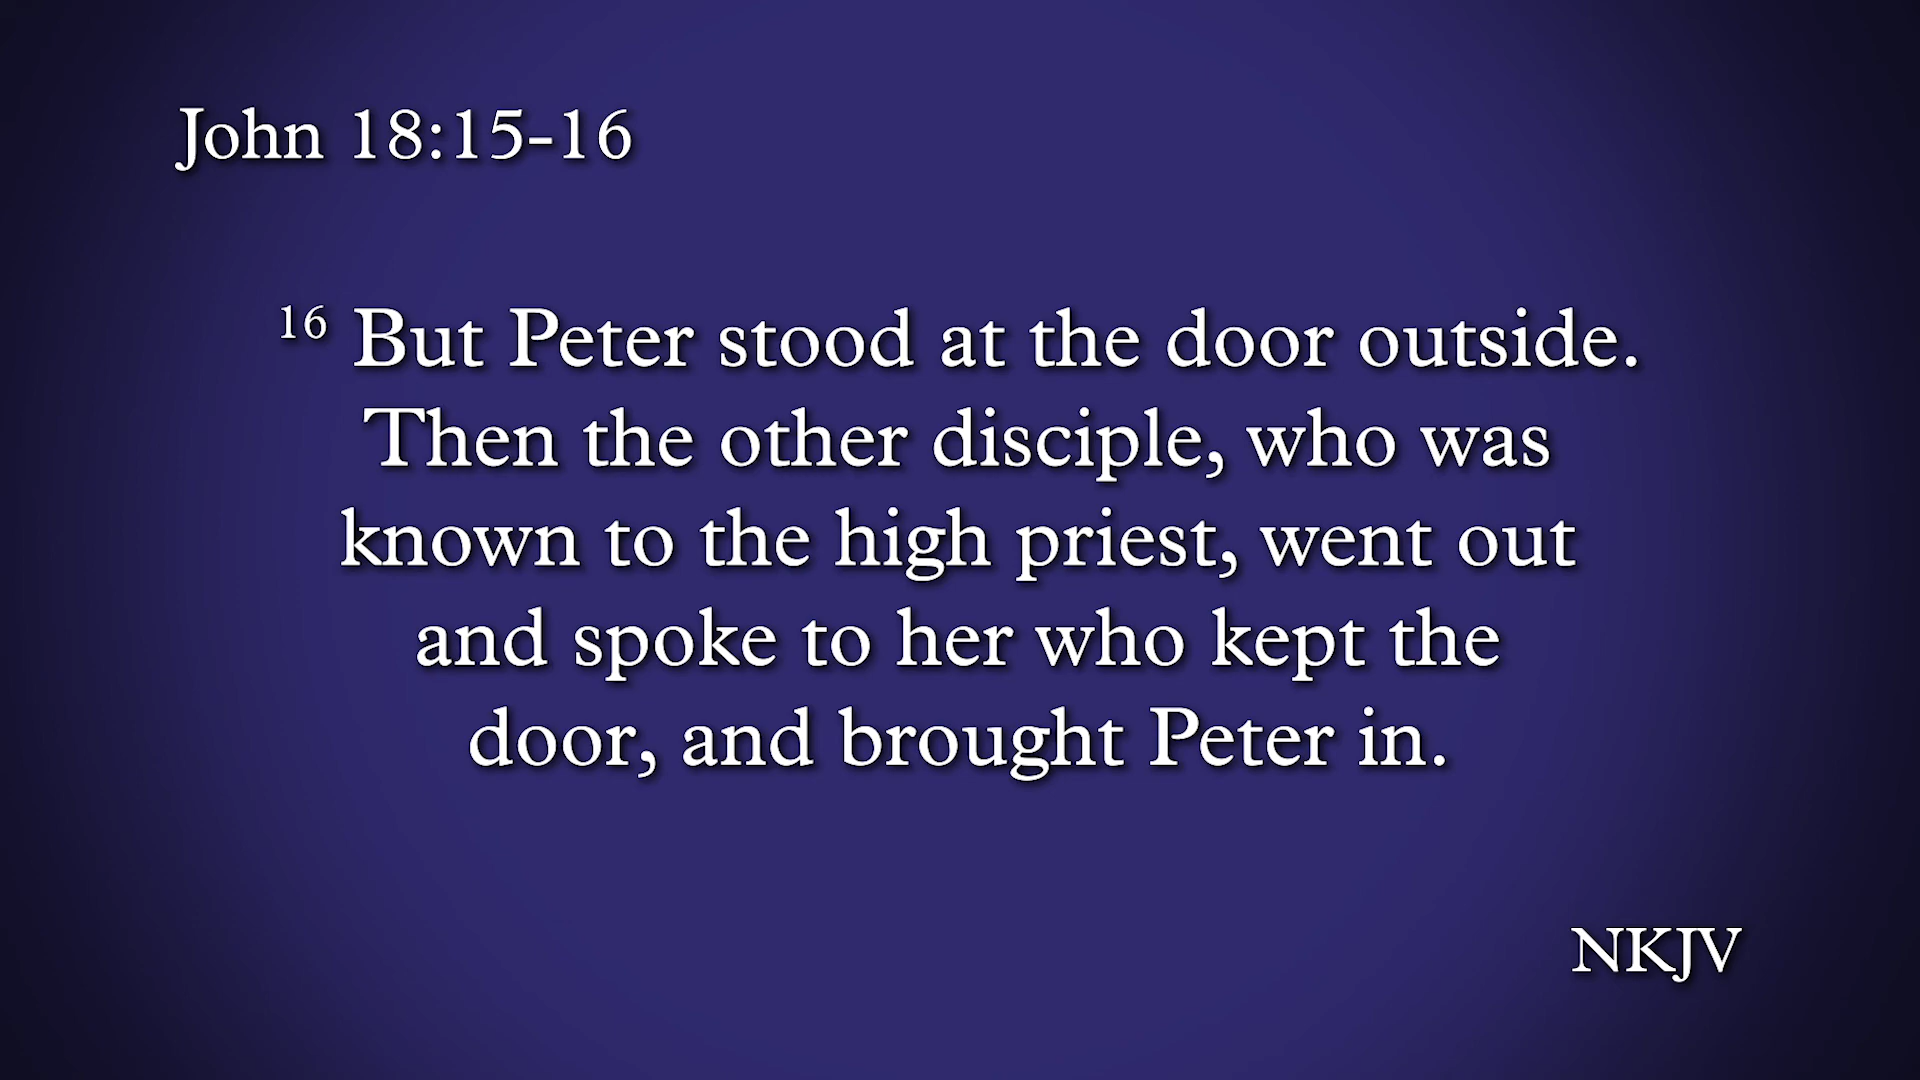 John 18:15-16
16 But Peter stood at the door outside.
Then the other disciple, who was
known to the high priest, went out
and spoke to her who kept the
door, and brought Peter in.
NKJV